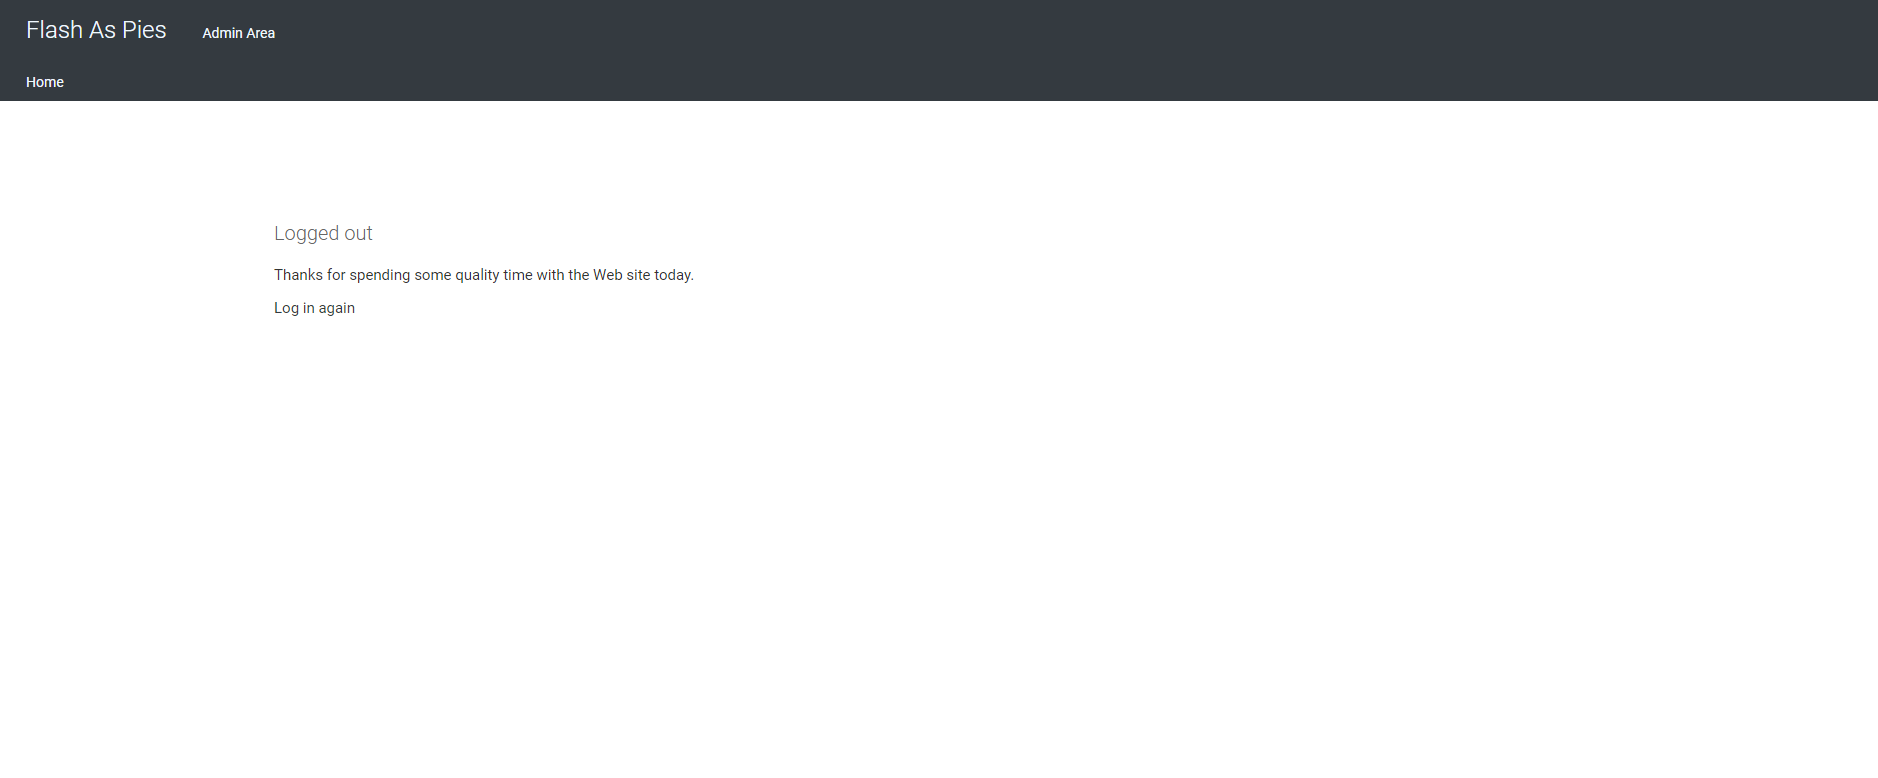 Flash As Pies Admin Area
Home
Logged out
Thanks for spending some quality time with the Web site today.
Log in again